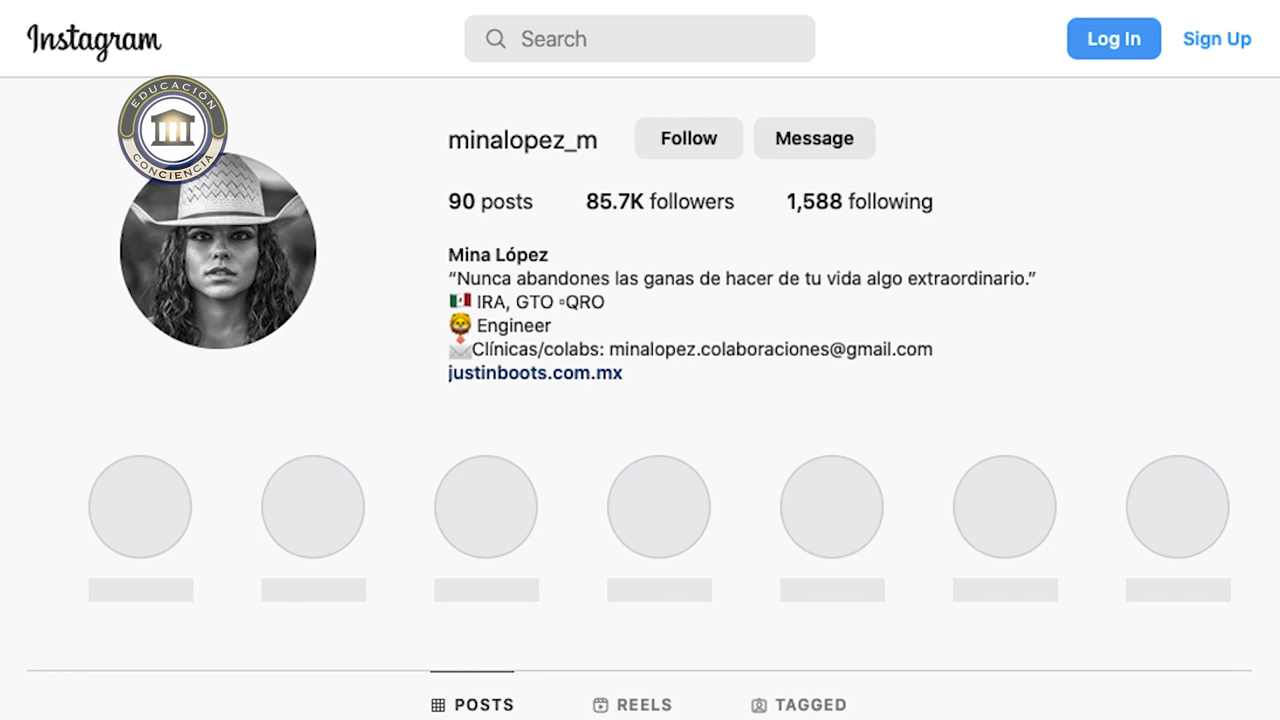 Instagram
Search
Log In
Sign Up
EDUCACIÓN
CONCIENCIA
minalopez_m
Follow
Message
90 posts
85.7K followers
1,588 following
Mina López
“Nunca abandones las ganas de hacer de tu vida algo extraordinario.”
IRA, GTO ▫QRO
Engineer
Clínicas/colabs: minalopez.colaboraciones@gmail.com
justinboots.com.mx
POSTS
REELS
TAGGED